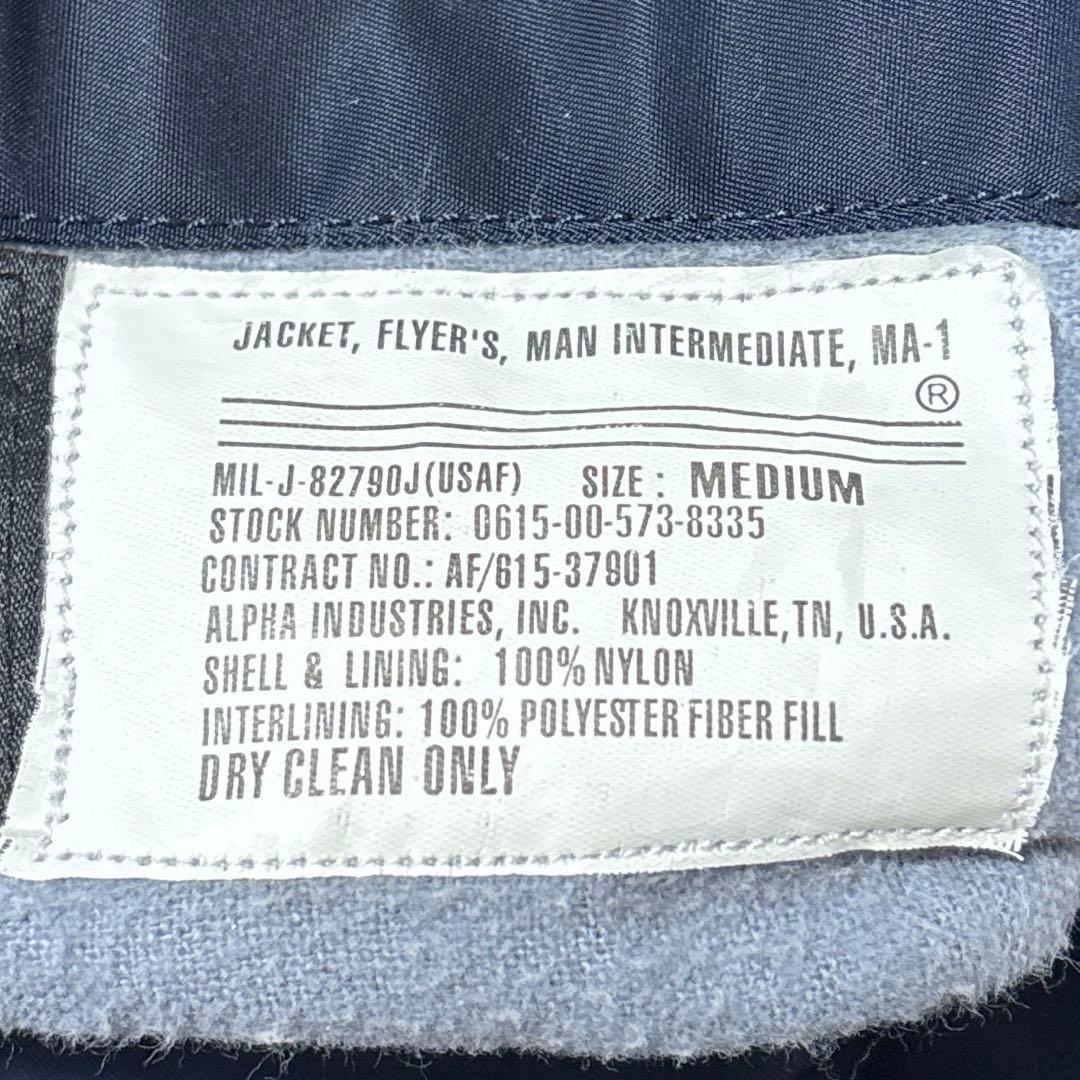 JACKET, FLYER'S, MAN INTERMEDIATE, MA-1
®
MIL-J-82790J(USAF) SIZE: MEDIUM
STOCK NUMBER: 0615-00-573-8335
CONTRACT NO.: AF/615-37901
ALPHA INDUSTRIES, INC. KNOXVILLE, TN, U.S.A.
SHELL & LINING: 100% NYLON
INTERLINING: 100% POLYESTER FIBER FILL
DRY CLEAN ONLY